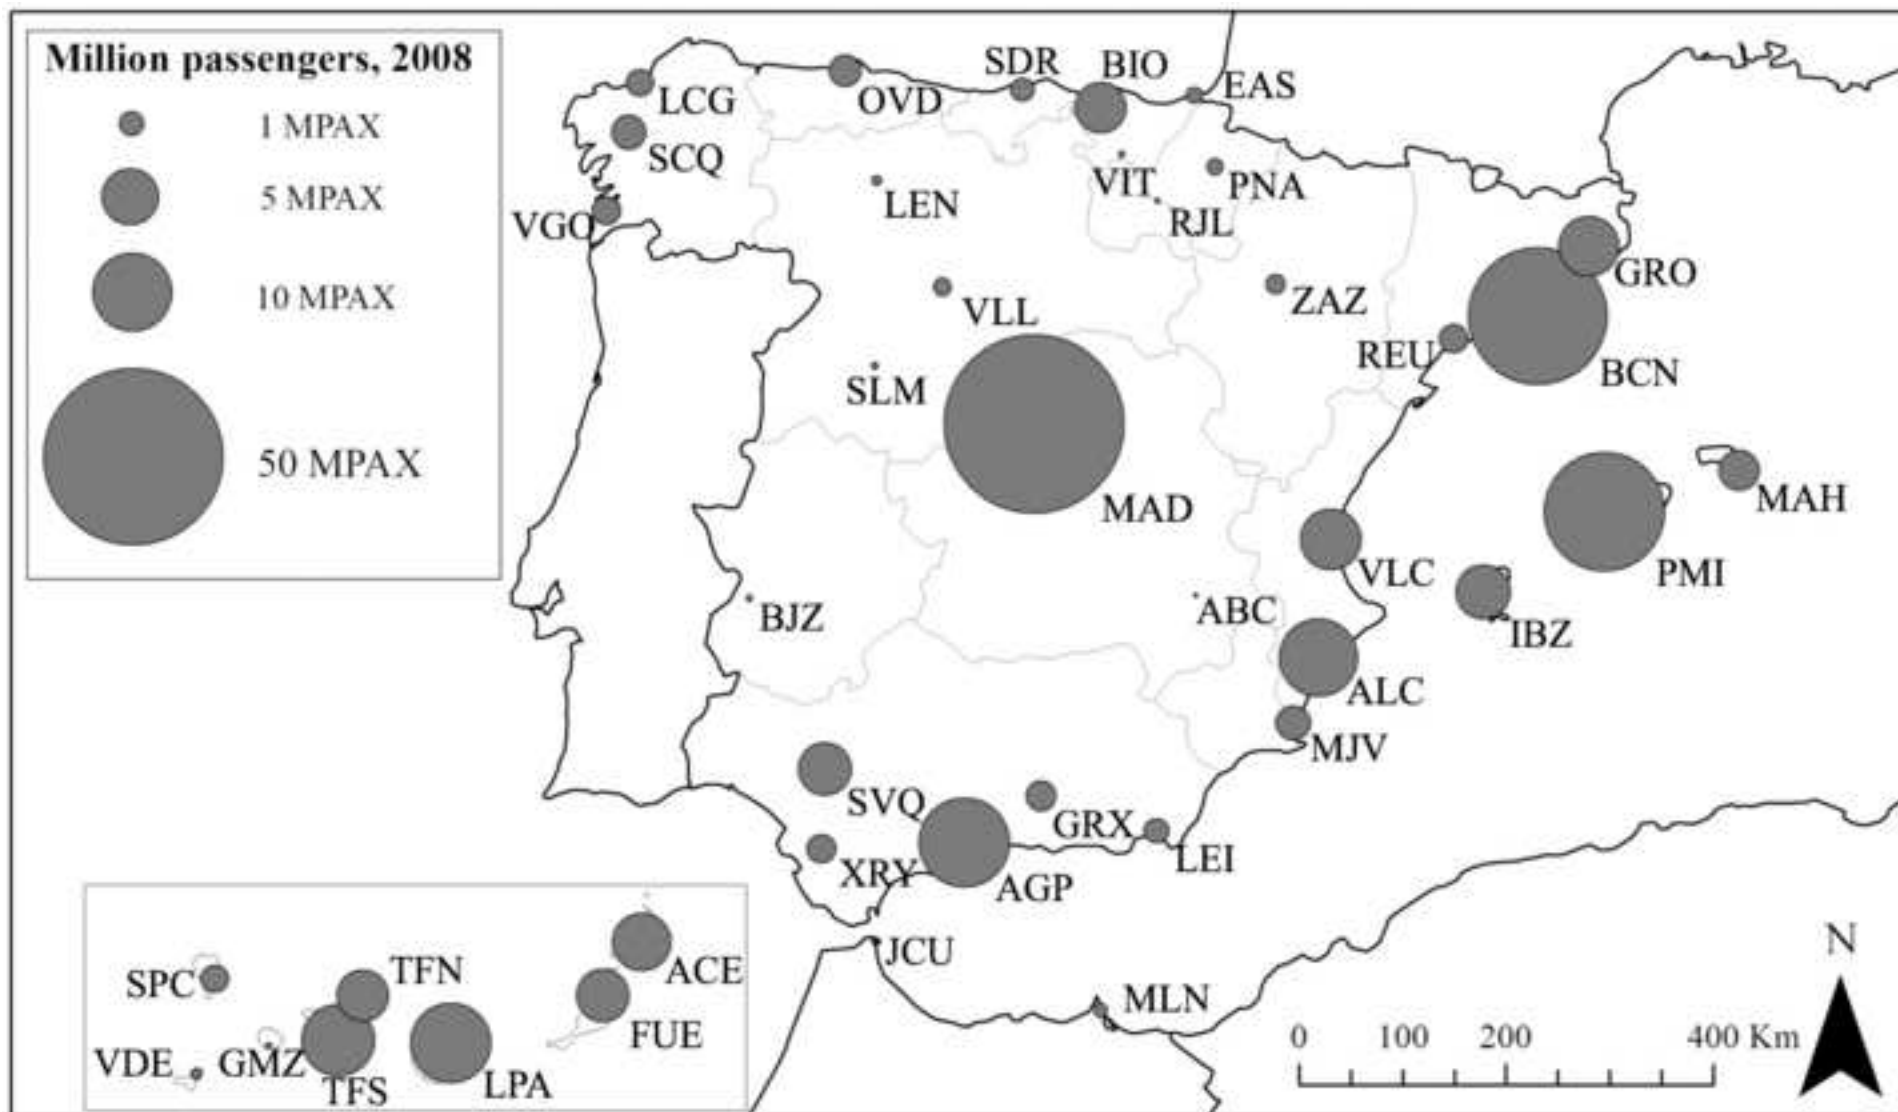 Million passengers, 2008
1 MPAX
5 MPAX
10 MPAX
50 MPAX
LCG
OVD
SDR
BIO
EAS
SCQ
VGO
LEN
VIT
PNA
RJL
VLL
ZAZ
GRO
REU
BCN
SLM
MAD
MAH
VLC
PMI
BJZ
ABC
IBZ
ALC
MJV
SVQ
GRX
LEI
XRY
AGP
JCU
MLN
SPC
TFN
ACE
FUE
VDE
GMZ
TFS
LPA
N
0 100 200 400 Km